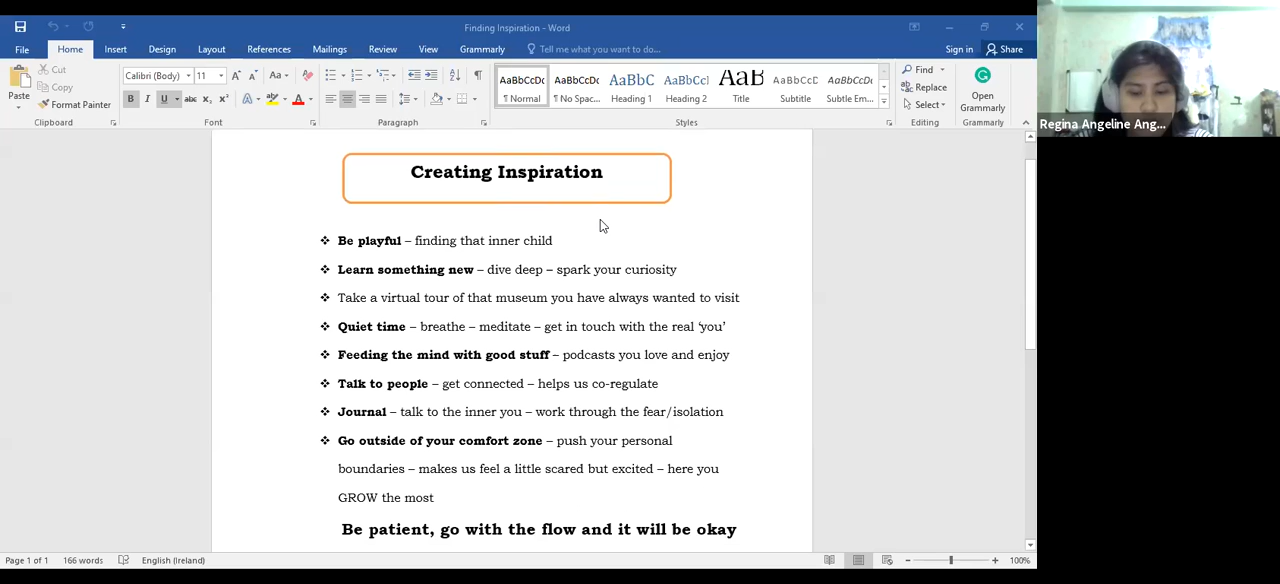 Finding Inspiration - Word
File Home Insert Design Layout References Mailings Review View Grammarly Tell me what you want to do... Sign in Share
Cut
Copy
Paste
Format Painter
Clipboard
Calibri (Body) 11
Aa
B I U abc x₂ x²
Font
Paragraph
AaBbCcDc AaBbCcDc AaBbC AaBbCcI AaB AaBbCcD AaBbCcDc
¶ Normal ¶ No Spac... Heading 1 Heading 2 Title Subtitle Subtle Em...
Styles
Find
Replace
Select
Editing
Open
Grammarly
Grammarly
Regina Angeline Ang...
Creating Inspiration
❖ Be playful – finding that inner child
❖ Learn something new – dive deep – spark your curiosity
❖ Take a virtual tour of that museum you have always wanted to visit
❖ Quiet time – breathe – meditate – get in touch with the real ‘you’
❖ Feeding the mind with good stuff – podcasts you love and enjoy
❖ Talk to people – get connected – helps us co-regulate
❖ Journal – talk to the inner you – work through the fear/isolation
❖ Go outside of your comfort zone – push your personal
boundaries – makes us feel a little scared but excited – here you
GROW the most
Be patient, go with the flow and it will be okay
Page 1 of 1 166 words English (Ireland) 100%